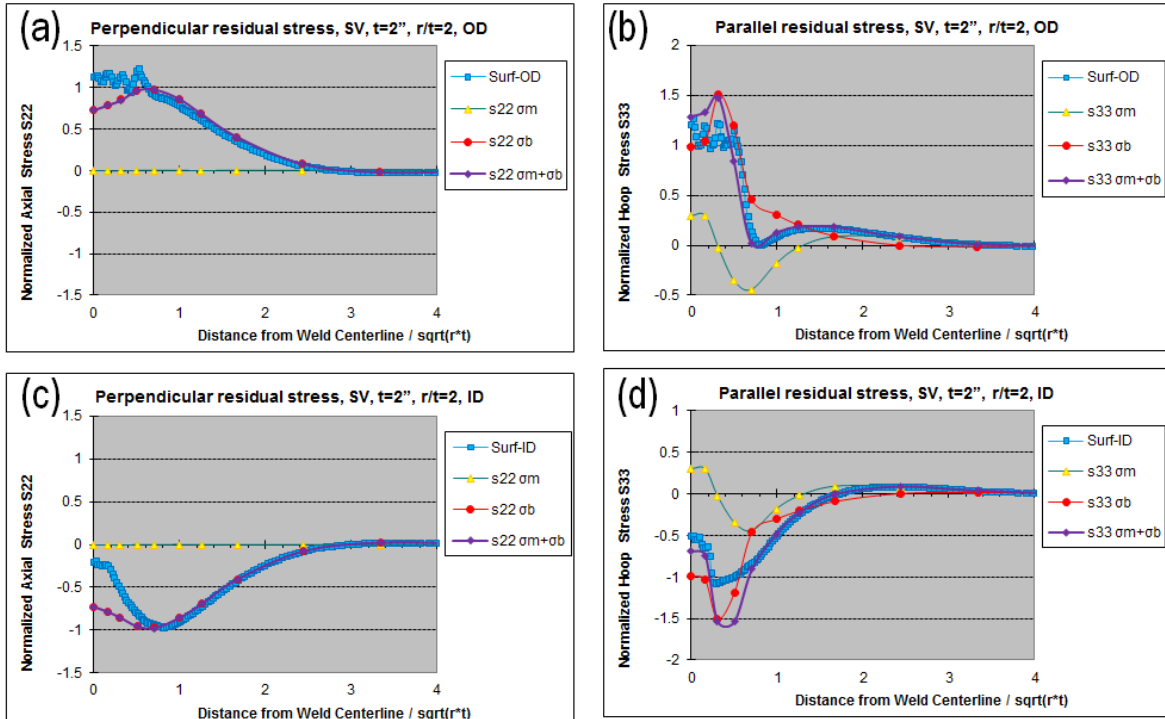 (a)
Perpendicular residual stress, SV, t=2”, r/t=2, OD
Normalized Axial Stress S22
1.5
1
0.5
0
-0.5
-1
-1.5
0 1 2 3 4
Distance from Weld Centerline / sqrt(r*t)
Surf-OD
s22 σm
s22 σb
s22 σm+σb
(b)
Parallel residual stress, SV, t=2”, r/t=2, OD
Normalized Hoop Stress S33
2
1.5
1
0.5
0
-0.5
0 1 2 3 4
Distance from Weld Centerline / sqrt(r*t)
Surf-OD
s33 σm
s33 σb
s33 σm+σb
(c)
Perpendicular residual stress, SV, t=2”, r/t=2, ID
Normalized Axial Stress S22
1.5
1
0.5
0
-0.5
-1
-1.5
0 1 2 3 4
Distance from Weld Centerline / sqrt(r*t)
Surf-ID
s22 σm
s22 σb
s22 σm+σb
(d)
Parallel residual stress, SV, t=2”, r/t=2, ID
Normalized Hoop Stress S33
1
0.5
0
-0.5
-1
-1.5
-2
0 1 2 3 4
Distance from Weld Centerline / sqrt(r*t)
Surf-ID
s33 σm
s33 σb
s33 σm+σb